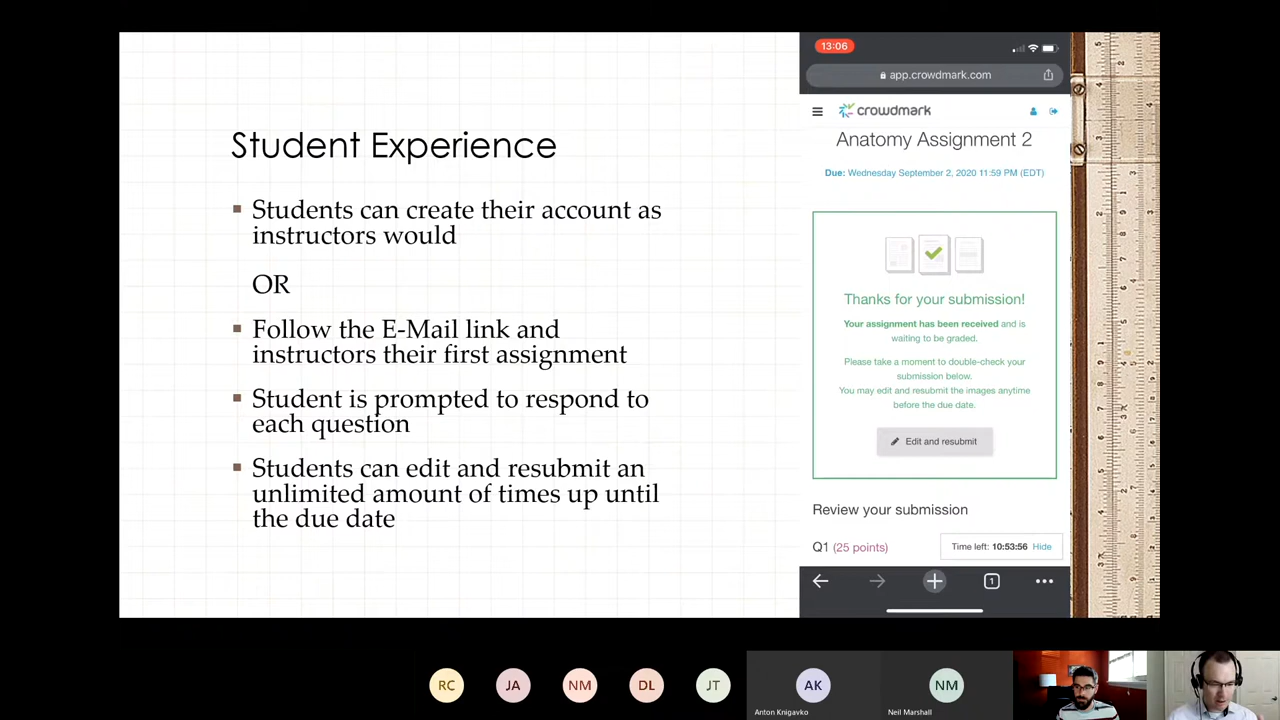 Student Experience
Students can create their account as
instructors would
OR
Follow the E-Mail link and
instructors their first assignment
Student is prompted to respond to
each question
Students can edit and resubmit an
unlimited amount of times up until
the due date
13:06
app.crowdmark.com
crowdmark
Anatomy Assignment 2
Due: Wednesday September 2, 2020 11:59 PM (EDT)
Thanks for your submission!
Your assignment has been received and is
waiting to be graded.
Please take a moment to double-check your
submission below.
You may edit and resubmit the images anytime
before the due date.
Edit and resubmit
Review your submission
Q1 (25 points)
Time left: 10:53:56 Hide
1
RC
JA
NM
DL
JT
AK
NM
Anton Knigavko
Neil Marshall